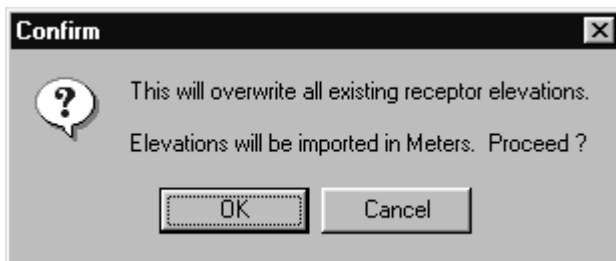 Confirm
This will overwrite all existing receptor elevations.
Elevations will be imported in Meters.  Proceed ?
OK
Cancel